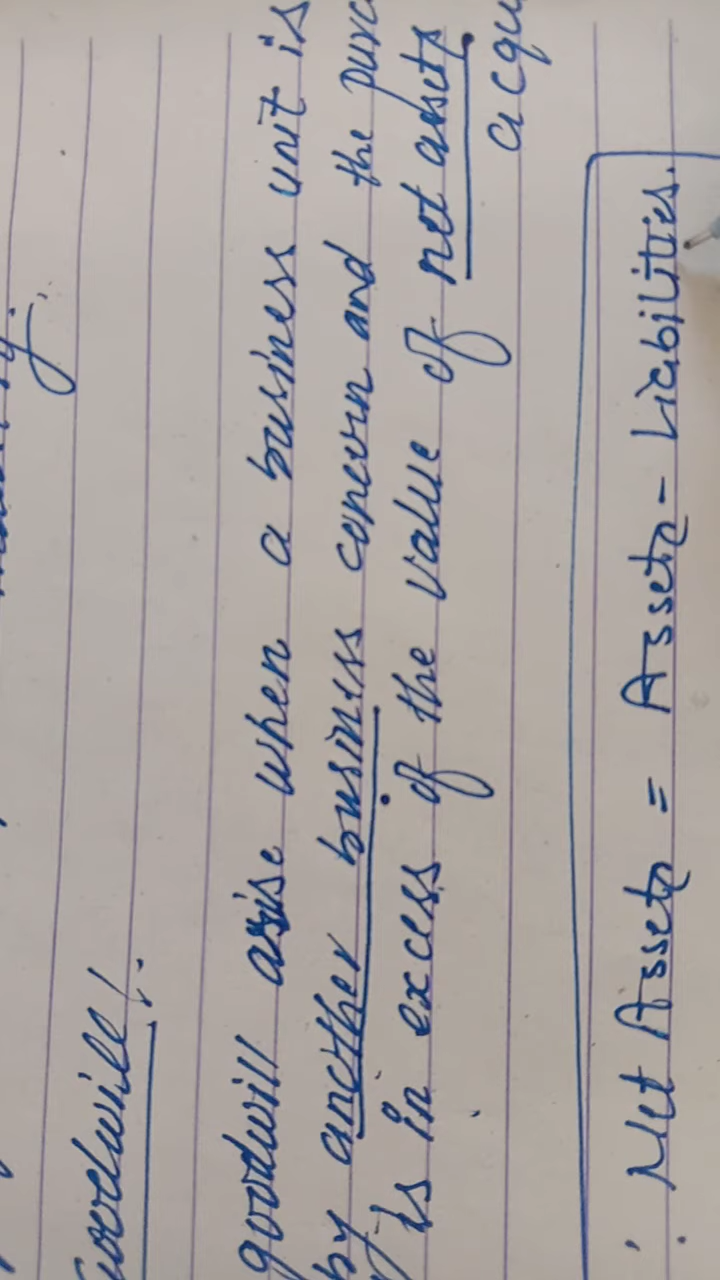 Goodwill :-
goodwill arise when a business unit is
by another business concern and the purc
is in excess of the value of net assets
acqu
∴ Net Assets = Assets - Liabilities.